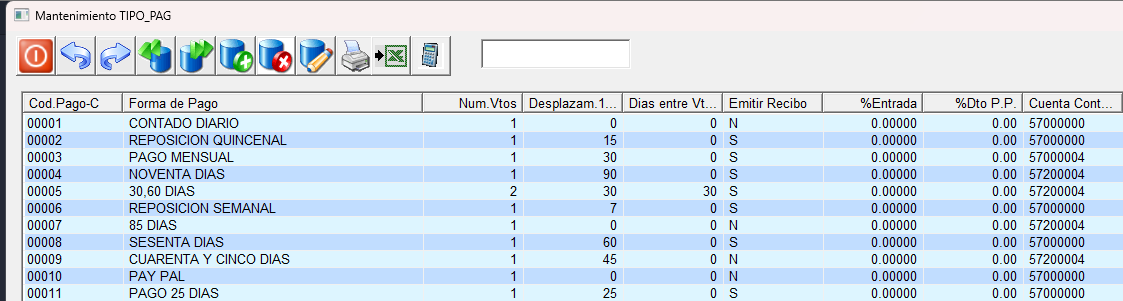 Mantenimiento TIPO_PAG
Cod.Pago-C Forma de Pago Num.Vtos Desplazam.1... Dias entre Vt... Emitir Recibo %Entrada %Dto P.P. Cuenta Cont...
00001 CONTADO DIARIO 1 0 0 N 0.00000 0.00 57000000
00002 REPOSICION QUINCENAL 1 15 0 S 0.00000 0.00 57000000
00003 PAGO MENSUAL 1 30 0 S 0.00000 0.00 57000004
00004 NOVENTA DIAS 1 90 0 S 0.00000 0.00 57200004
00005 30,60 DIAS 2 30 30 S 0.00000 0.00 57200004
00006 REPOSICION SEMANAL 1 7 0 S 0.00000 0.00 57000000
00007 85 DIAS 1 0 0 N 0.00000 0.00 57200004
00008 SESENTA DIAS 1 60 0 S 0.00000 0.00 57000000
00009 CUARENTA Y CINCO DIAS 1 45 0 N 0.00000 0.00 57200004
00010 PAY PAL 1 0 0 N 0.00000 0.00 57000000
00011 PAGO 25 DIAS 1 25 0 S 0.00000 0.00 57000000